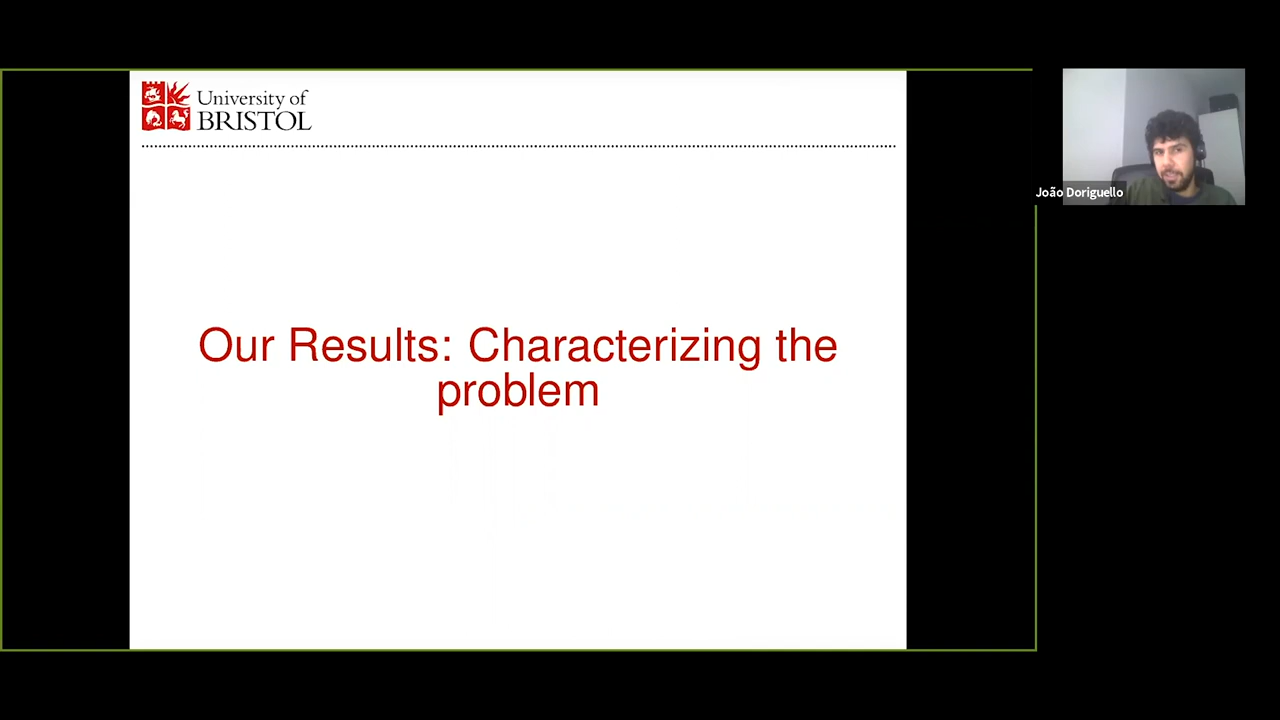 University of
BRISTOL
João Doriguello
Our Results: Characterizing the
problem